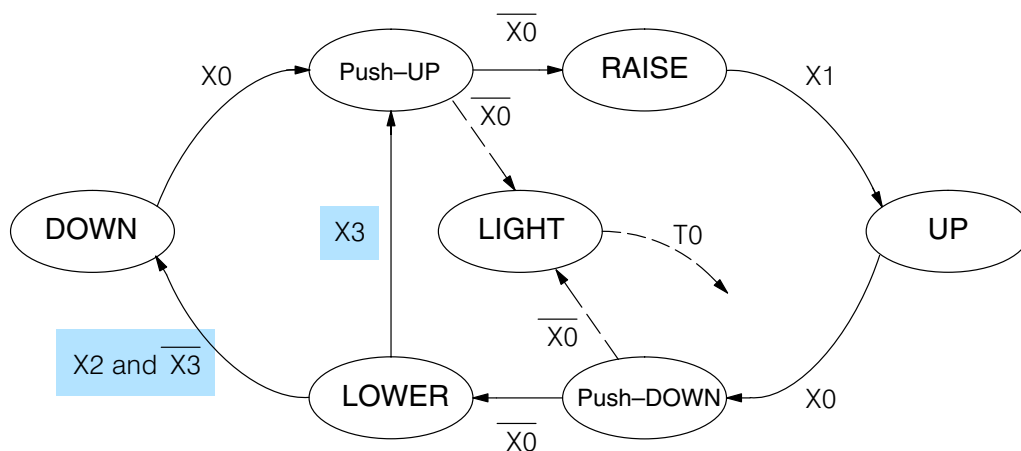 X̅0̅
Push–UP
RAISE
X0
X1
X̅0̅
DOWN
X3
LIGHT
T0
UP
X̅0̅
X2 and X̅3̅
LOWER
Push–DOWN
X0
X̅0̅